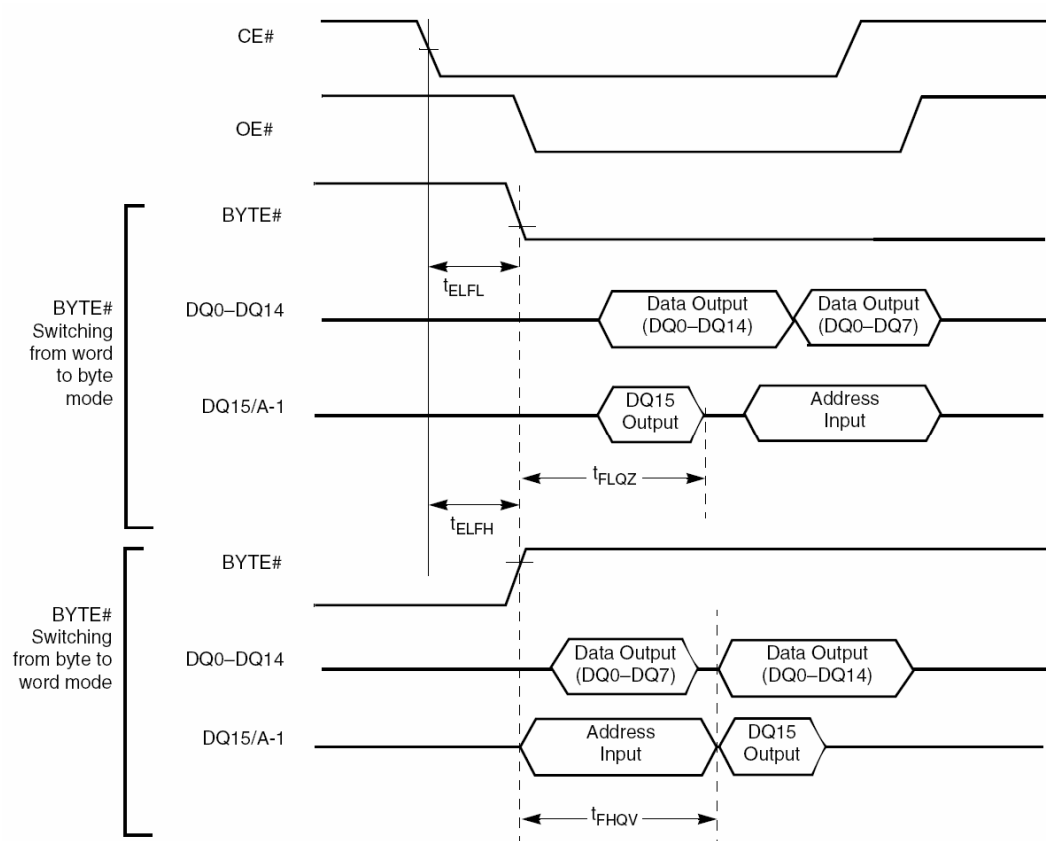 CE#
OE#
BYTE#
Switching
from word
to byte
mode
BYTE#
tELFL
DQ0–DQ14
Data Output
(DQ0–DQ14)
Data Output
(DQ0–DQ7)
DQ15/A-1
DQ15
Output
Address
Input
tFLQZ
tELFH
BYTE#
Switching
from byte to
word mode
BYTE#
DQ0–DQ14
Data Output
(DQ0–DQ7)
Data Output
(DQ0–DQ14)
DQ15/A-1
Address
Input
DQ15
Output
tFHQV